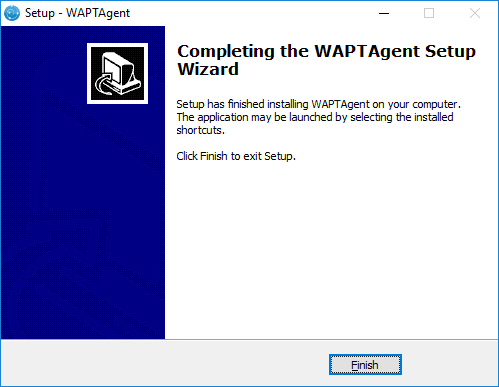 Setup - WAPTAgent
Completing the WAPTAgent Setup
Wizard
Setup has finished installing WAPTAgent on your computer.
The application may be launched by selecting the installed
shortcuts.
Click Finish to exit Setup.
Finish